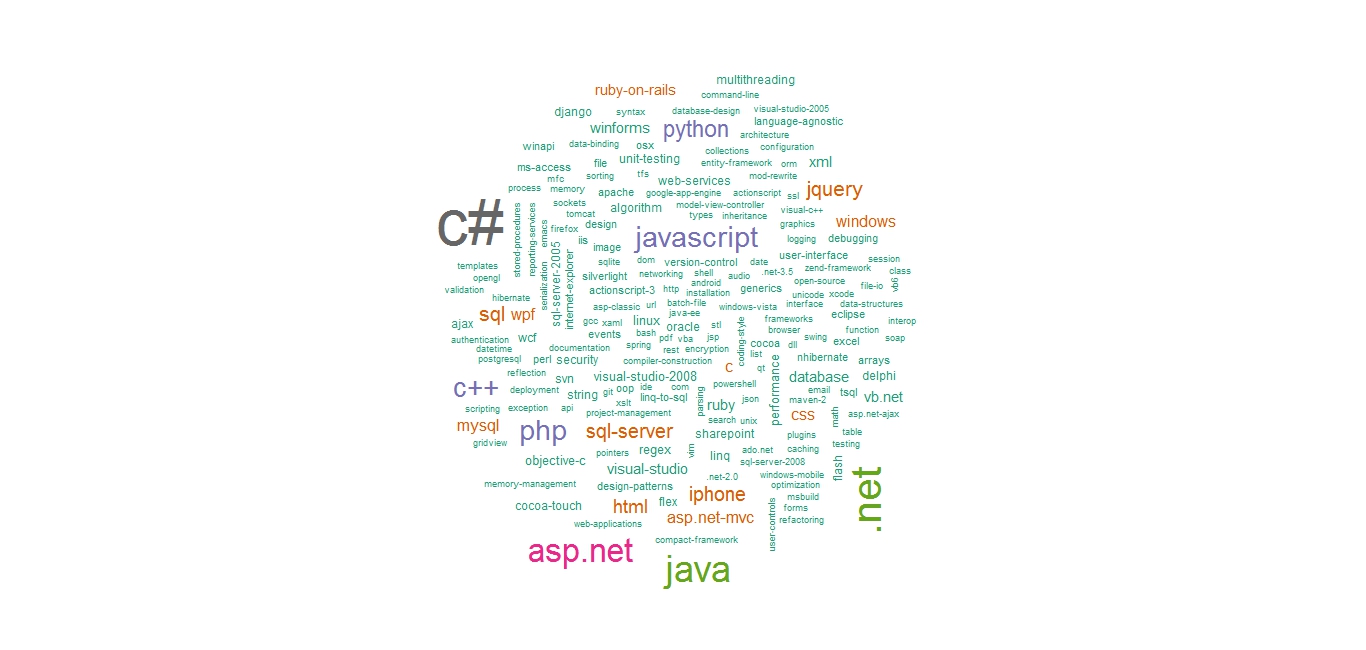 multithreading
ruby-on-rails
command-line
django
syntax
database-design
visual-studio-2005
language-agnostic
winforms
python
architecture
winapi
data-binding
osx
collections
configuration
ms-access
file
unit-testing
entity-framework
orm
xml
mfc
sorting
tfs
web-services
mod-rewrite
process
memory
apache
google-app-engine
actionscript
ssl
jquery
sockets
tomcat
algorithm
model-view-controller
types
inheritance
visual-c++
c#
stored-procedures
reporting-services
emacs
firefox
design
graphics
windows
iis
image
javascript
logging
debugging
templates
opengl
validation
serialization
sql-server-2005
internet-explorer
sqlite
dom
version-control
date
user-interface
session
silverlight
networking
shell
audio
.net-3.5
zend-framework
class
android
open-source
file-io
vb6
hibernate
actionscript-3
http
installation
generics
unicode
xcode
sql
wpf
asp-classic
url
batch-file
windows-vista
interface
data-structures
java-ee
eclipse
ajax
gcc
xaml
linux
oracle
stl
coding-style
frameworks
interop
authentication
wcf
events
bash
pdf
vba
jsp
browser
function
datetime
documentation
spring
rest
encryption
cocoa
swing
dll
excel
soap
postgresql
perl
security
compiler-construction
list
nhibernate
arrays
reflection
svn
visual-studio-2008
c
qt
performance
database
delphi
c++
deployment
string
git
oop
ide
com
powershell
email
tsql
vb.net
xslt
linq-to-sql
parsing
ruby
json
maven-2
scripting
exception
api
project-management
search
unix
css
math
asp.net-ajax
mysql
php
sql-server
sharepoint
plugins
table
gridview
pointers
regex
vim
linq
ado.net
caching
testing
objective-c
visual-studio
sql-server-2008
flash
.net
memory-management
design-patterns
.net-2.0
windows-mobile
optimization
cocoa-touch
html
flex
iphone
msbuild
forms
web-applications
asp.net-mvc
user-controls
refactoring
asp.net
compact-framework
java